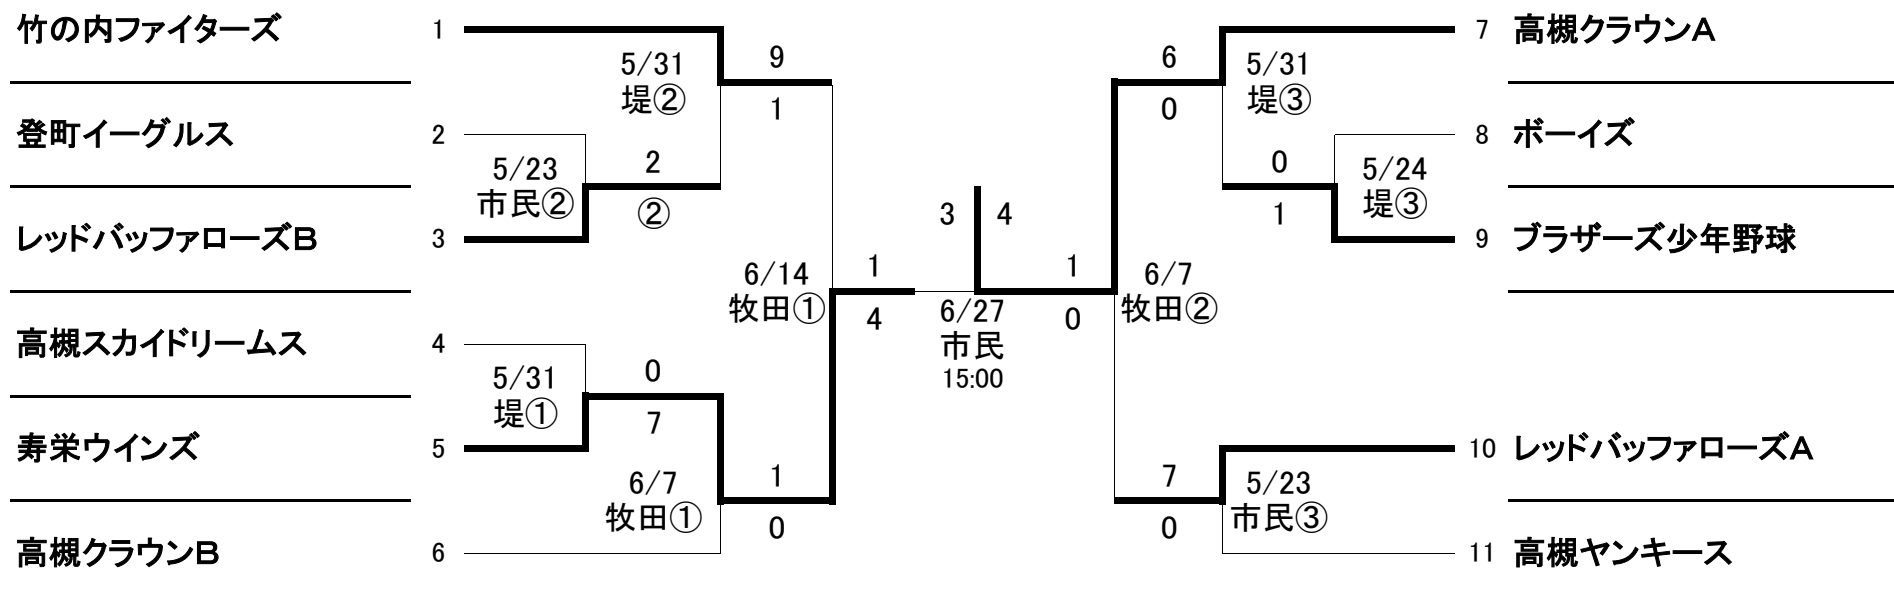 竹の内ファイターズ 1
5/31
堤②
9
1
登町イーグルス 2
5/23
市民②
2
②
レッドバッファローズB 3
6/14
牧田①
1
4
高槻スカイドリームス 4
5/31
堤①
0
7
寿栄ウインズ 5
6/7
牧田①
1
0
高槻クラウンB 6
3 4
6/27
市民
15:00
7 高槻クラウンA
6
0
5/31
堤③
8 ボーイズ
0
1
5/24
堤③
9 ブラザーズ少年野球
1
0
6/7
牧田②
10 レッドバッファローズA
7
0
5/23
市民③
11 高槻ヤンキース